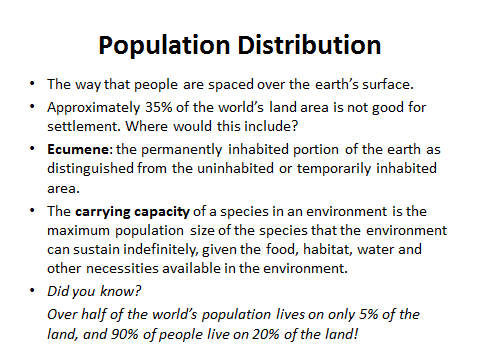 Population Distribution
• The way that people are spaced over the earth's surface.
• Approximately 35% of the world's land area is not good for
settlement. Where would this include?
• Ecumene: the permanently inhabited portion of the earth as
distinguished from the uninhabited or temporarily inhabited
area.
• The carrying capacity of a species in an environment is the
maximum population size of the species that the environment
can sustain indefinitely, given the food, habitat, water and
other necessities available in the environment.
• Did you know?
Over half of the world's population lives on only 5% of the
land, and 90% of people live on 20% of the land!